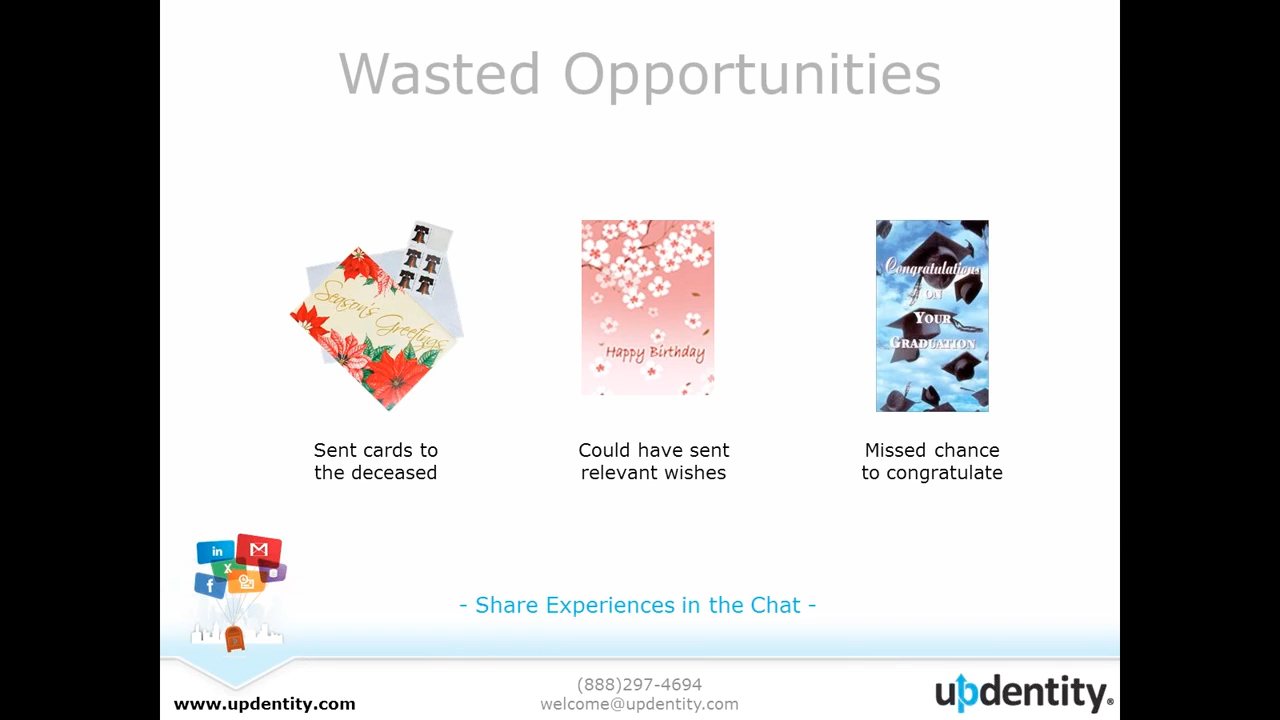 Wasted Opportunities
Season's Greetings
Happy Birthday
Congratulations
ON
YOUR
GRADUATION
Sent cards to
the deceased
Could have sent
relevant wishes
Missed chance
to congratulate
in
M
X
f
- Share Experiences in the Chat -
www.updentity.com
(888)297-4694
welcome@updentity.com
updentity®